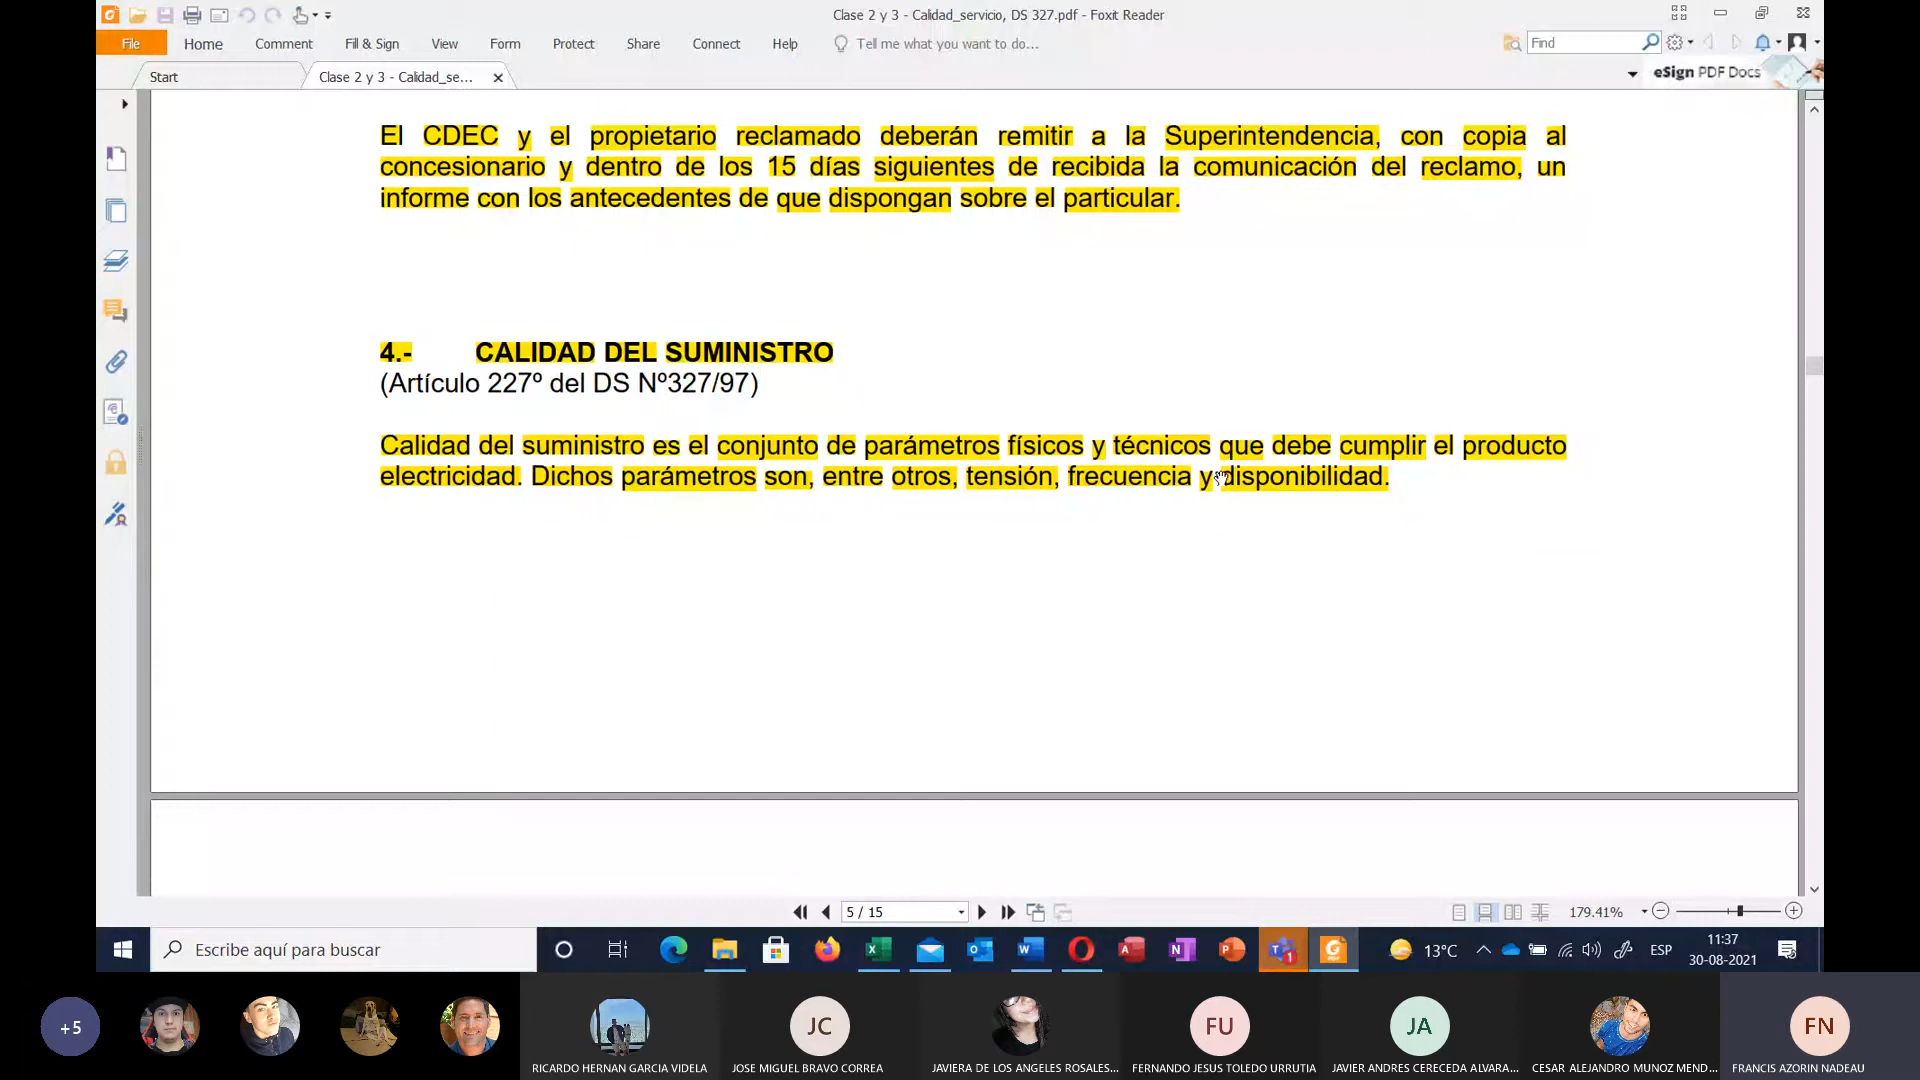 Clase 2 y 3 - Calidad_servicio, DS 327.pdf - Foxit Reader
File Home Comment Fill & Sign View Form Protect Share Connect Help Tell me what you want to do... Find
Start Clase 2 y 3 - Calidad_se... eSign PDF Docs
El CDEC y el propietario reclamado deberán remitir a la Superintendencia, con copia al
concesionario y dentro de los 15 días siguientes de recibida la comunicación del reclamo, un
informe con los antecedentes de que dispongan sobre el particular.
4.- CALIDAD DEL SUMINISTRO
(Artículo 227º del DS Nº327/97)
Calidad del suministro es el conjunto de parámetros físicos y técnicos que debe cumplir el producto
electricidad. Dichos parámetros son, entre otros, tensión, frecuencia y disponibilidad.
5 / 15 179.41%
Escribe aquí para buscar 1 13°C ESP 11:37
30-08-2021
+5 JC FU JA FN
RICARDO HERNAN GARCIA VIDELA JOSE MIGUEL BRAVO CORREA JAVIERA DE LOS ANGELES ROSALES... FERNANDO JESUS TOLEDO URRUTIA JAVIER ANDRES CERECEDA ALVARA... CESAR ALEJANDRO MUNOZ MEND... FRANCIS AZORIN NADEAU